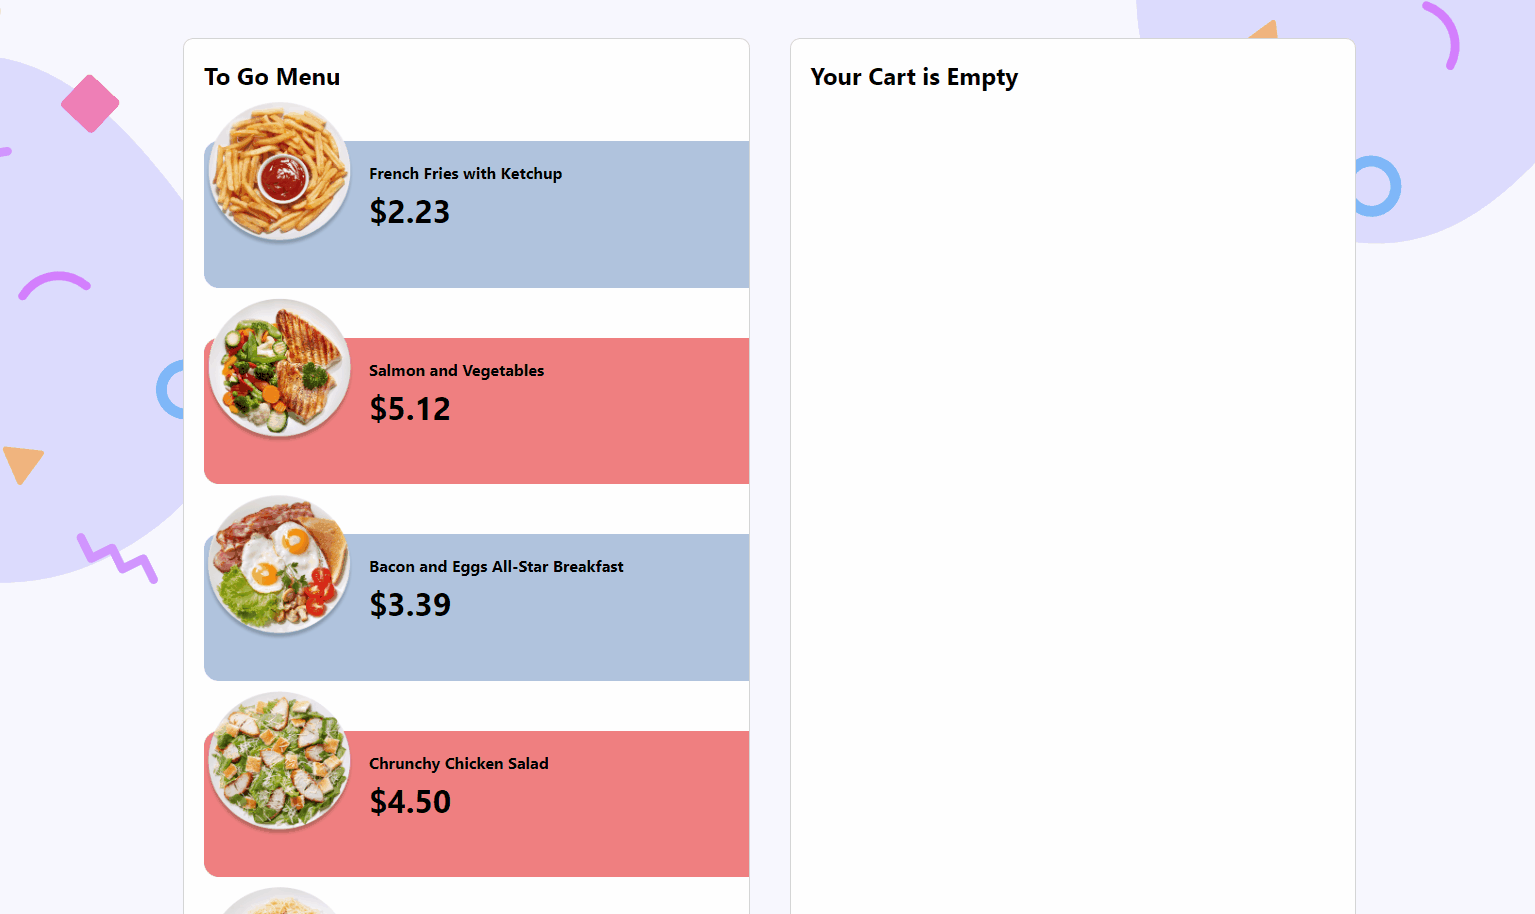 To Go Menu
French Fries with Ketchup
$2.23
Salmon and Vegetables
$5.12
Bacon and Eggs All-Star Breakfast
$3.39
Chrunchy Chicken Salad
$4.50
Your Cart is Empty